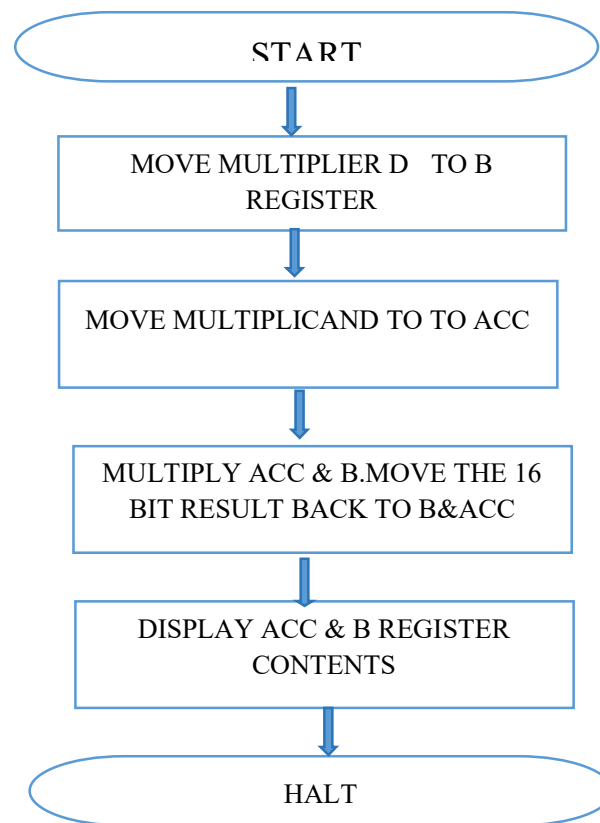 START
MOVE MULTIPLIER D TO B
REGISTER
MOVE MULTIPLICAND TO TO ACC
MULTIPLY ACC & B.MOVE THE 16
BIT RESULT BACK TO B&ACC
DISPLAY ACC & B REGISTER
CONTENTS
HALT